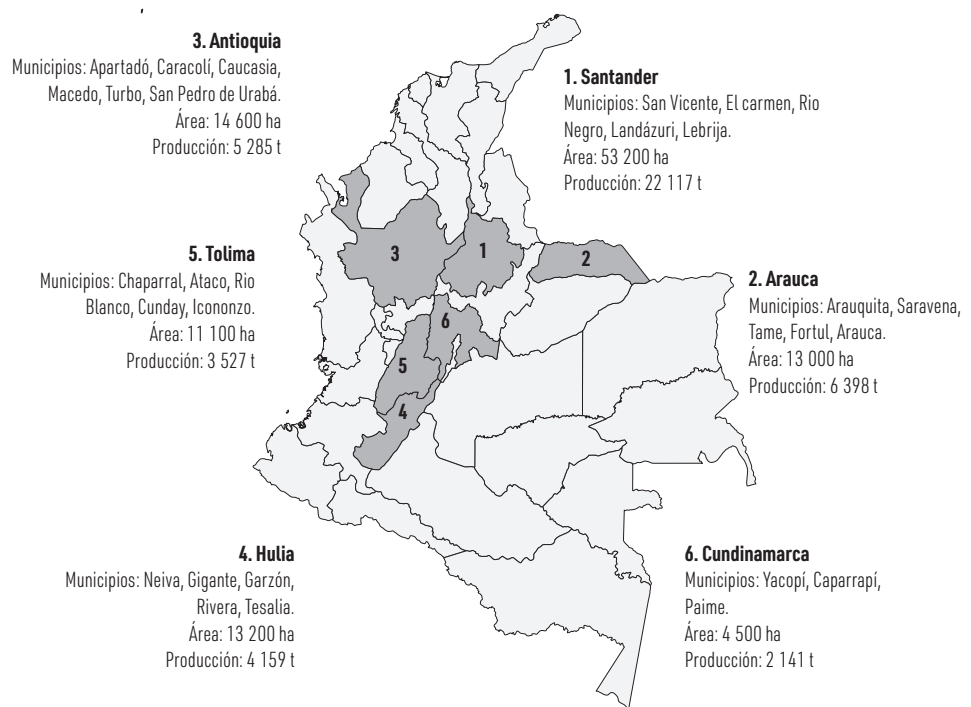 3. Antioquia
Municipios: Apartadó, Caracolí, Caucasia,
Macedo, Turbo, San Pedro de Urabá.
Área: 14 600 ha
Producción: 5 285 t
1. Santander
Municipios: San Vicente, El carmen, Rio
Negro, Landázuri, Lebrija.
Área: 53 200 ha
Producción: 22 117 t
5. Tolima
Municipios: Chaparral, Ataco, Rio
Blanco, Cunday, Icononzo.
Área: 11 100 ha
Producción: 3 527 t
2. Arauca
Municipios: Arauquita, Saravena,
Tame, Fortul, Arauca.
Área: 13 000 ha
Producción: 6 398 t
3
1
2
6
5
4
4. Hulia
Municipios: Neiva, Gigante, Garzón,
Rivera, Tesalia.
Área: 13 200 ha
Producción: 4 159 t
6. Cundinamarca
Municipios: Yacopí, Caparrapí,
Paime.
Área: 4 500 ha
Producción: 2 141 t